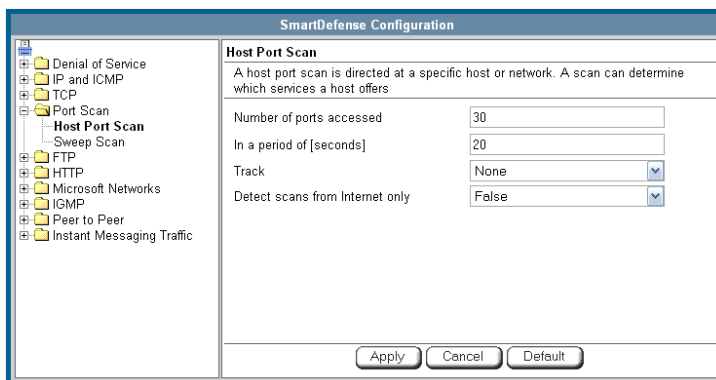 SmartDefense Configuration
Denial of Service
IP and ICMP
TCP
Port Scan
Host Port Scan
Sweep Scan
FTP
HTTP
Microsoft Networks
IGMP
Peer to Peer
Instant Messaging Traffic
Host Port Scan
A host port scan is directed at a specific host or network. A scan can determine
which services a host offers
Number of ports accessed 30
In a period of [seconds] 20
Track None
Detect scans from Internet only False
Apply Cancel Default